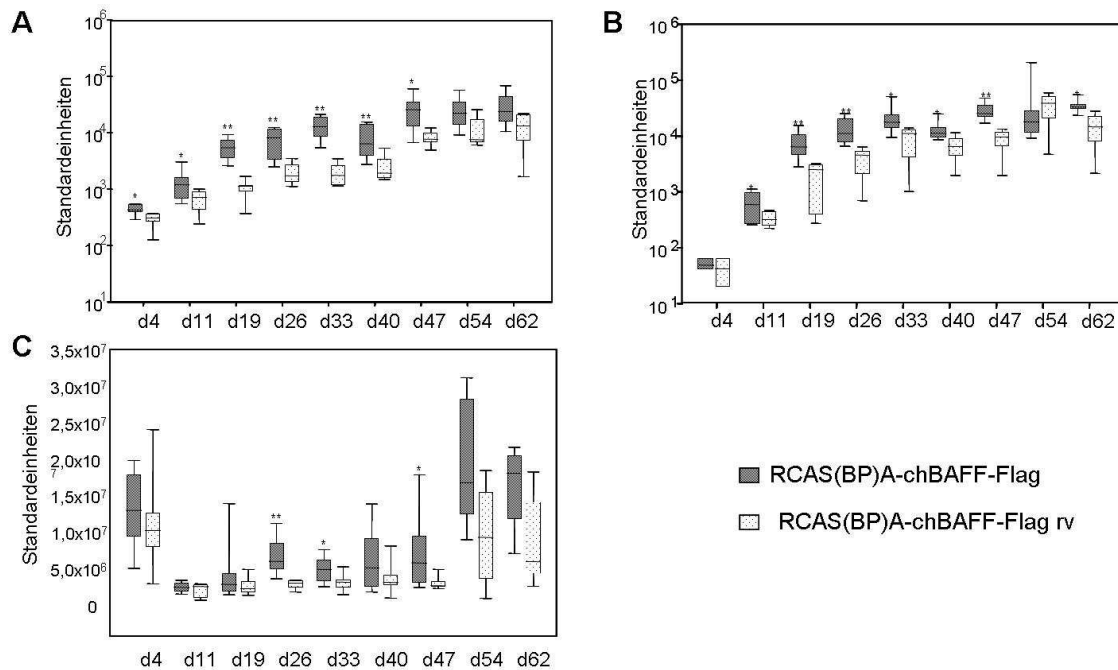 A
10^6
10^5
10^4
10^3
10^2
10^1
Standardeinheiten
* * ** ** ** ** *
d4 d11 d19 d26 d33 d40 d47 d54 d62
B
10^6
10^5
10^4
10^3
10^2
10^1
Standardeinheiten
* ** ** * * ** *
d4 d11 d19 d26 d33 d40 d47 d54 d62
C
3,5x10^7
3,0x10^7
2,5x10^7
2,0x10
7
1,5x10^7
1,0x10^7
5,0x10^6
0
Standardeinheiten
** * *
d4 d11 d19 d26 d33 d40 d47 d54 d62
RCAS(BP)A-chBAFF-Flag
RCAS(BP)A-chBAFF-Flag rv